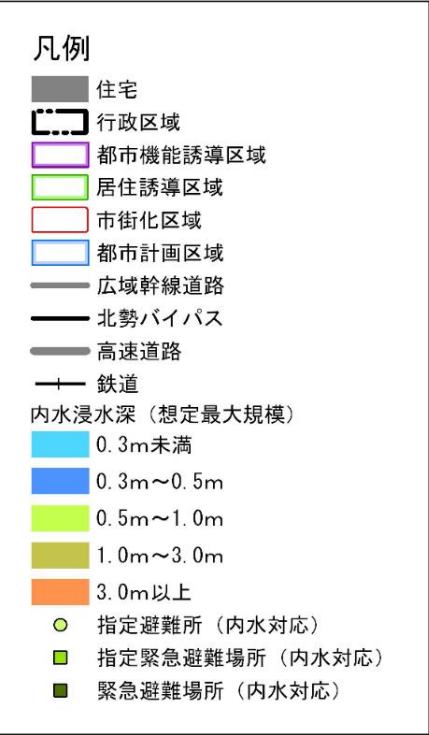 凡例
住宅
行政区域
都市機能誘導区域
居住誘導区域
市街化区域
都市計画区域
広域幹線道路
北勢バイパス
高速道路
鉄道
内水浸水深（想定最大規模）
0.3m未満
0.3m～0.5m
0.5m～1.0m
1.0m～3.0m
3.0m以上
指定避難所（内水対応）
指定緊急避難場所（内水対応）
緊急避難場所（内水対応）